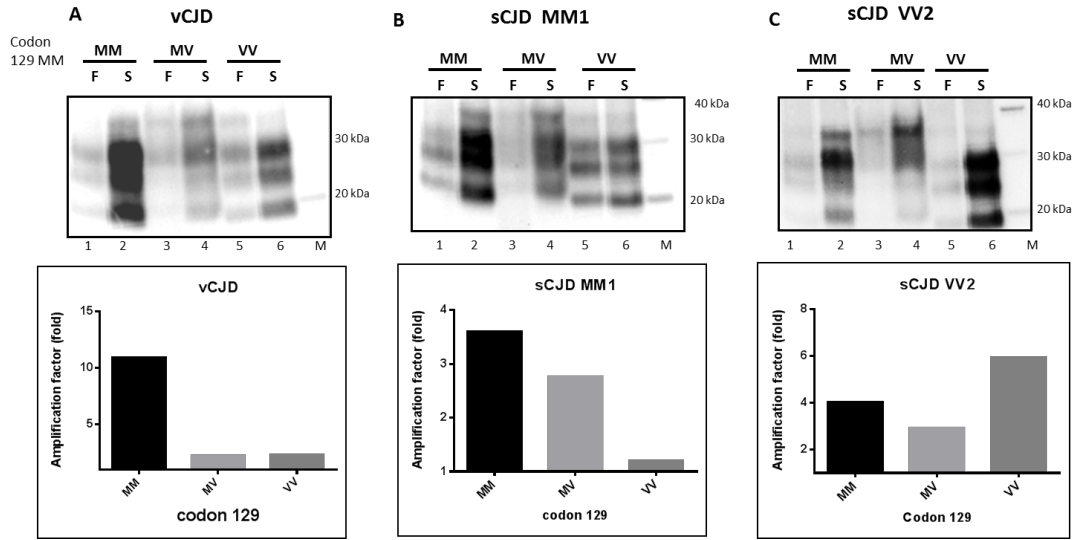 A
vCJD
Codon
129 MM
MM MV VV
F S F S F S
30 kDa
20 kDa
1 2 3 4 5 6 M
B
sCJD MM1
MM MV VV
F S F S F S
40 kDa
30 kDa
20 kDa
1 2 3 4 5 6 M
C
sCJD VV2
MM MV VV
F S F S F S
40 kDa
30 kDa
20 kDa
1 2 3 4 5 6 M
vCJD
Amplification factor (fold)
15
10
5
MM MV VV
codon 129
sCJD MM1
Amplification factor (fold)
4
3
2
1
MM MV VV
codon 129
sCJD VV2
Amplification factor (fold)
8
6
4
2
MM MV VV
Codon 129